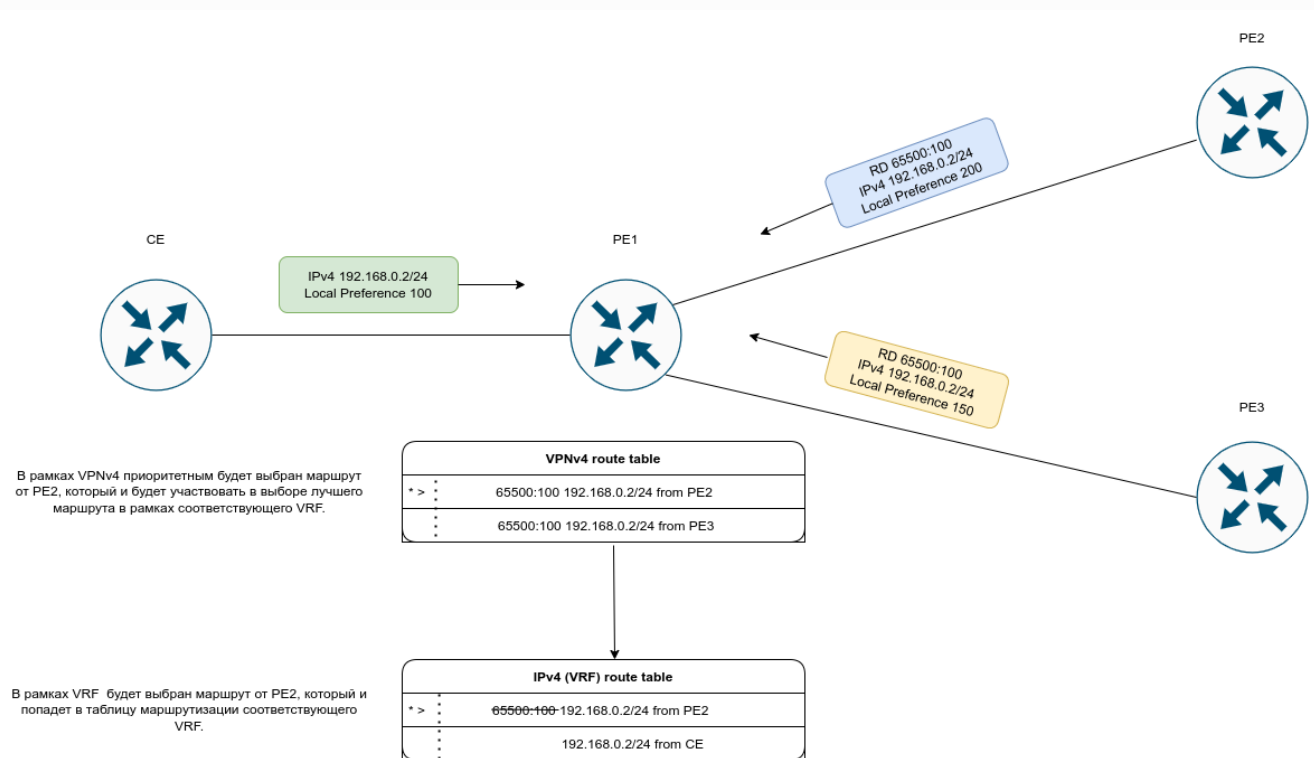 PE2
RD 65500:100
IPv4 192.168.0.2/24
Local Preference 200
CE
PE1
IPv4 192.168.0.2/24
Local Preference 100
RD 65500:100
IPv4 192.168.0.2/24
Local Preference 150
PE3
В рамках VPNv4 приоритетным будет выбран маршрут
от PE2, который и будет участвовать в выборе лучшего
маршрута в рамках соответствующего VRF.
VPNv4 route table
* > 65500:100 192.168.0.2/24 from PE2
65500:100 192.168.0.2/24 from PE3
В рамках VRF будет выбран маршрут от PE2, который и
попадет в таблицу маршрутизации соответствующего
VRF.
IPv4 (VRF) route table
* > 65500:100 192.168.0.2/24 from PE2
192.168.0.2/24 from CE